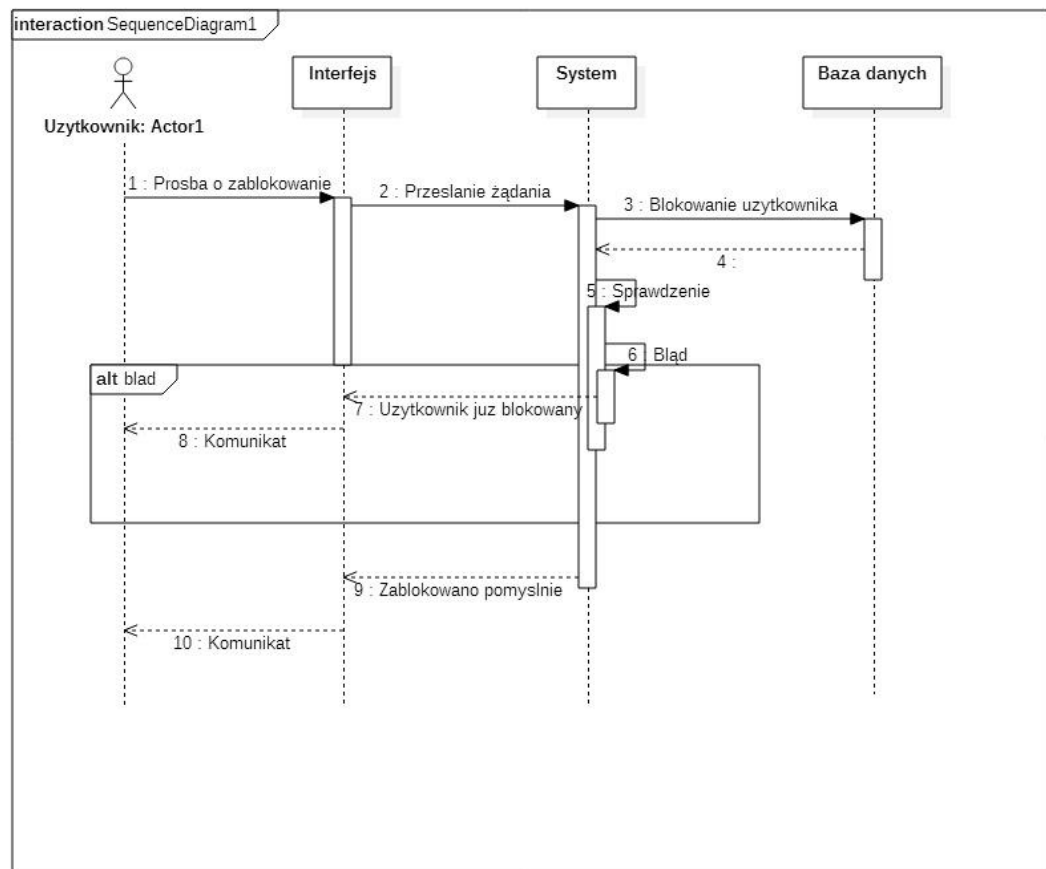 interaction SequenceDiagram1
Interfejs
System
Baza danych
Uzytkownik: Actor1
1 : Prosba o zablokowanie
2 : Przeslanie żądania
3 : Blokowanie uzytkownika
4 :
5 : Sprawdzenie
6 : Bląd
alt blad
7 : Uzytkownik juz blokowany
8 : Komunikat
9 : Zablokowano pomyslnie
10 : Komunikat